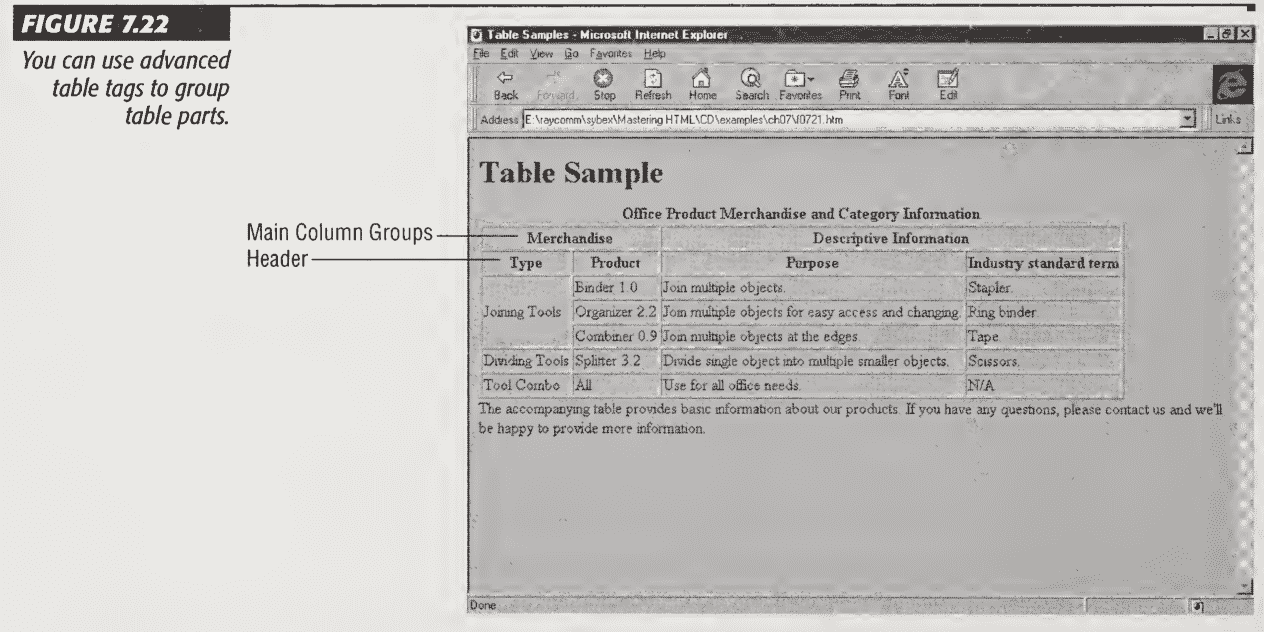 FIGURE 7.22
You can use advanced
table tags to group
table parts.
Main Column Groups
Header
Table Samples - Microsoft Internet Explorer
File Edit View Go Favorites Help
Back Forward Stop Refresh Home Search Favorites Print Font Edit
Address E:\raycomm\sybex\Mastering HTML\CD\examples\ch07\f0721.htm Links
Table Sample
Office Product Merchandise and Category Information
Merchandise Descriptive Information
Type Product Purpose Industry standard term
Binder 1.0 Join multiple objects. Stapler.
Joining Tools Organizer 2.2 Join multiple objects for easy access and changing. Ring binder.
Combiner 0.9 Join multiple objects at the edges. Tape.
Dividing Tools Splitter 3.2 Divide single object into multiple smaller objects. Scissors.
Tool Combo All Use for all office needs. N/A
The accompanying table provides basic information about our products. If you have any questions, please contact us and we'll
be happy to provide more information.
Done